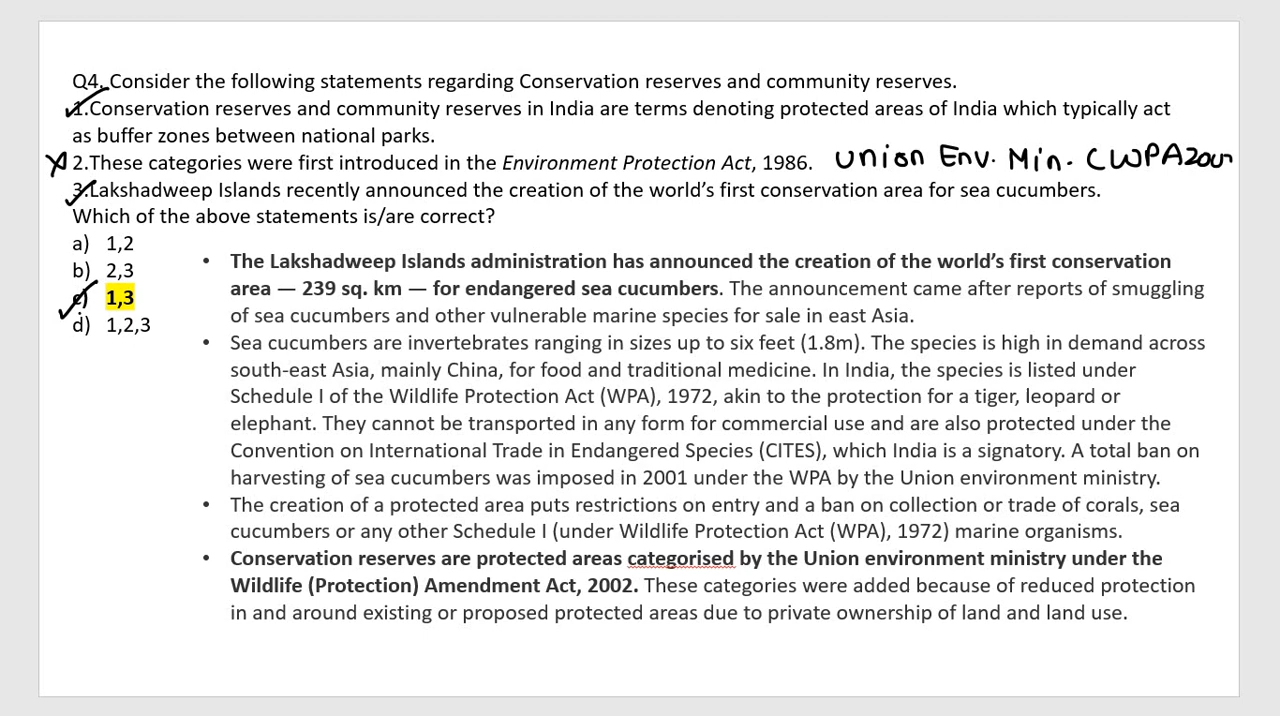 Q4. Consider the following statements regarding Conservation reserves and community reserves.
1.Conservation reserves and community reserves in India are terms denoting protected areas of India which typically act
as buffer zones between national parks.
2.These categories were first introduced in the Environment Protection Act, 1986. Union Env. Min. CWPA
3.Lakshadweep Islands recently announced the creation of the world's first conservation area for sea cucumbers.
Which of the above statements is/are correct?
a) 1,2
b) 2,3
c) 1,3
d) 1,2,3
• The Lakshadweep Islands administration has announced the creation of the world's first conservation
area — 239 sq. km — for endangered sea cucumbers. The announcement came after reports of smuggling
of sea cucumbers and other vulnerable marine species for sale in east Asia.
• Sea cucumbers are invertebrates ranging in sizes up to six feet (1.8m). The species is high in demand across
south-east Asia, mainly China, for food and traditional medicine. In India, the species is listed under
Schedule I of the Wildlife Protection Act (WPA), 1972, akin to the protection for a tiger, leopard or
elephant. They cannot be transported in any form for commercial use and are also protected under the
Convention on International Trade in Endangered Species (CITES), which India is a signatory. A total ban on
harvesting of sea cucumbers was imposed in 2001 under the WPA by the Union environment ministry.
• The creation of a protected area puts restrictions on entry and a ban on collection or trade of corals, sea
cucumbers or any other Schedule I (under Wildlife Protection Act (WPA), 1972) marine organisms.
• Conservation reserves are protected areas categorised by the Union environment ministry under the
Wildlife (Protection) Amendment Act, 2002. These categories were added because of reduced protection
in and around existing or proposed protected areas due to private ownership of land and land use.